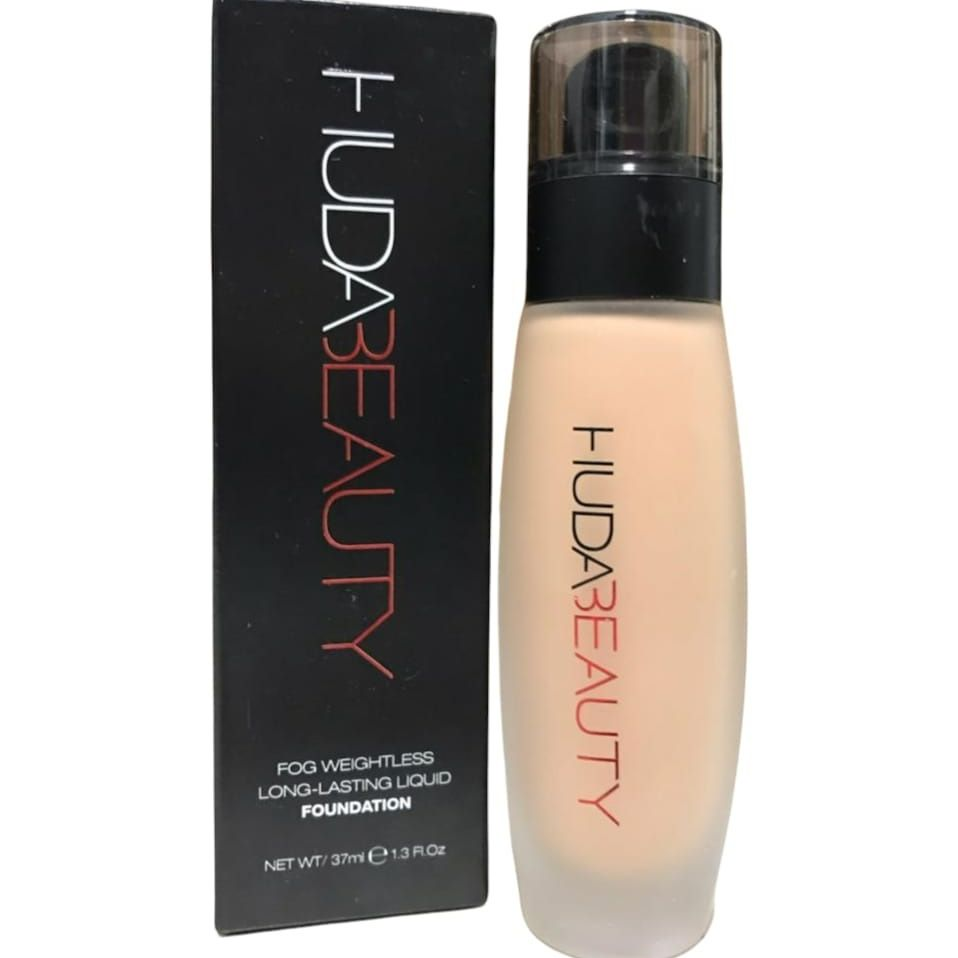 HUDABEAUTY
FOG WEIGHTLESS
LONG-LASTING LIQUID
FOUNDATION
NET WT/ 37ml ℮ 1.3 Fl.Oz
HUDABEAUTY